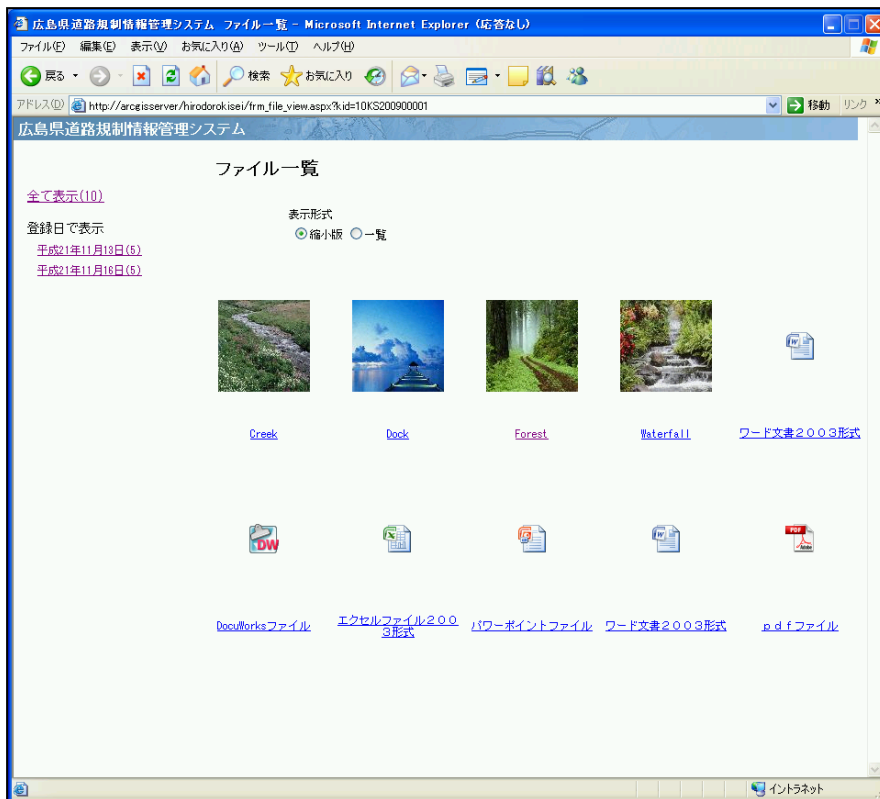 広島県道路規制情報管理システム ファイル一覧 - Microsoft Internet Explorer (応答なし)
ファイル(F) 編集(E) 表示(V) お気に入り(A) ツール(T) ヘルプ(H)
戻る 検索 お気に入り
アドレス(D) http://arcgisserver/hirodorokisei/frm_file_view.aspx?kid=10KS200900001 移動 リンク »
広島県道路規制情報管理システム
ファイル一覧
全て表示(10)
表示形式
縮小版 一覧
登録日で表示
平成21年11月13日(5)
平成21年11月16日(5)
Creek Dock Forest Waterfall ワード文書2003形式
DocuWorksファイル エクセルファイル200
3形式 パワーポイントファイル ワード文書2003形式 pdfファイル
イントラネット